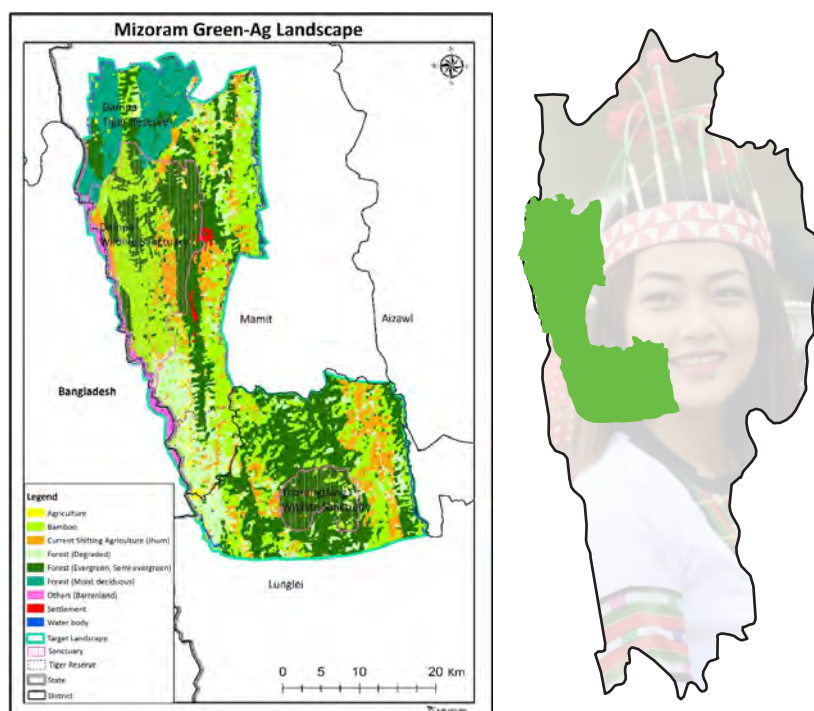 Mizoram Green-Ag Landscape
Dampa
Tiger Reserve
Dampa
Wildlife Sanctuary
Mamit
Aizawl
Bangladesh
Wildlife Sanctuary
Lunglei
Legend
Agriculture
Bamboo
Current Shifting Agriculture (Jhum)
Forest (Degraded)
Forest (Evergreen, Semi-evergreen)
Forest (Moist deciduous)
Others (Barrenland)
Settlement
Water body
Target Landscape
Sanctuary
Tiger Reserve
State
District
0 5 10 20 Km